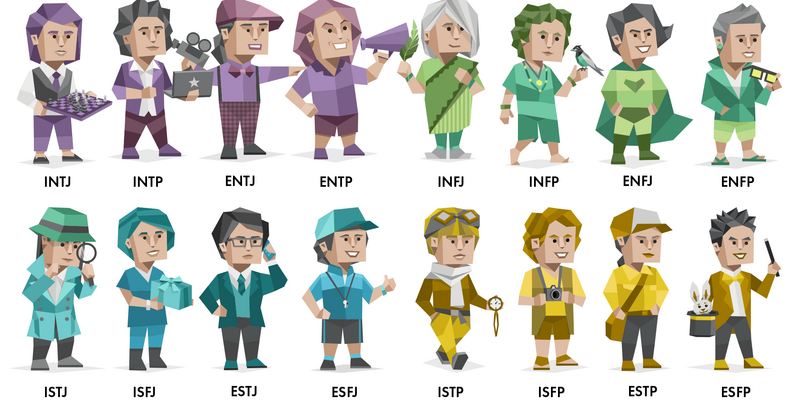 INTJ INTP ENTJ ENTP INFJ INFP ENFJ ENFP
ISTJ ISFJ ESTJ ESFJ ISTP ISFP ESTP ESFP